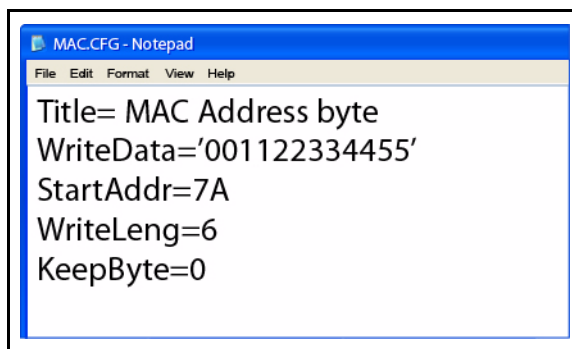 MAC.CFG - Notepad
File Edit Format View Help
Title= MAC Address byte
WriteData=’001122334455’
StartAddr=7A
WriteLeng=6
KeepByte=0